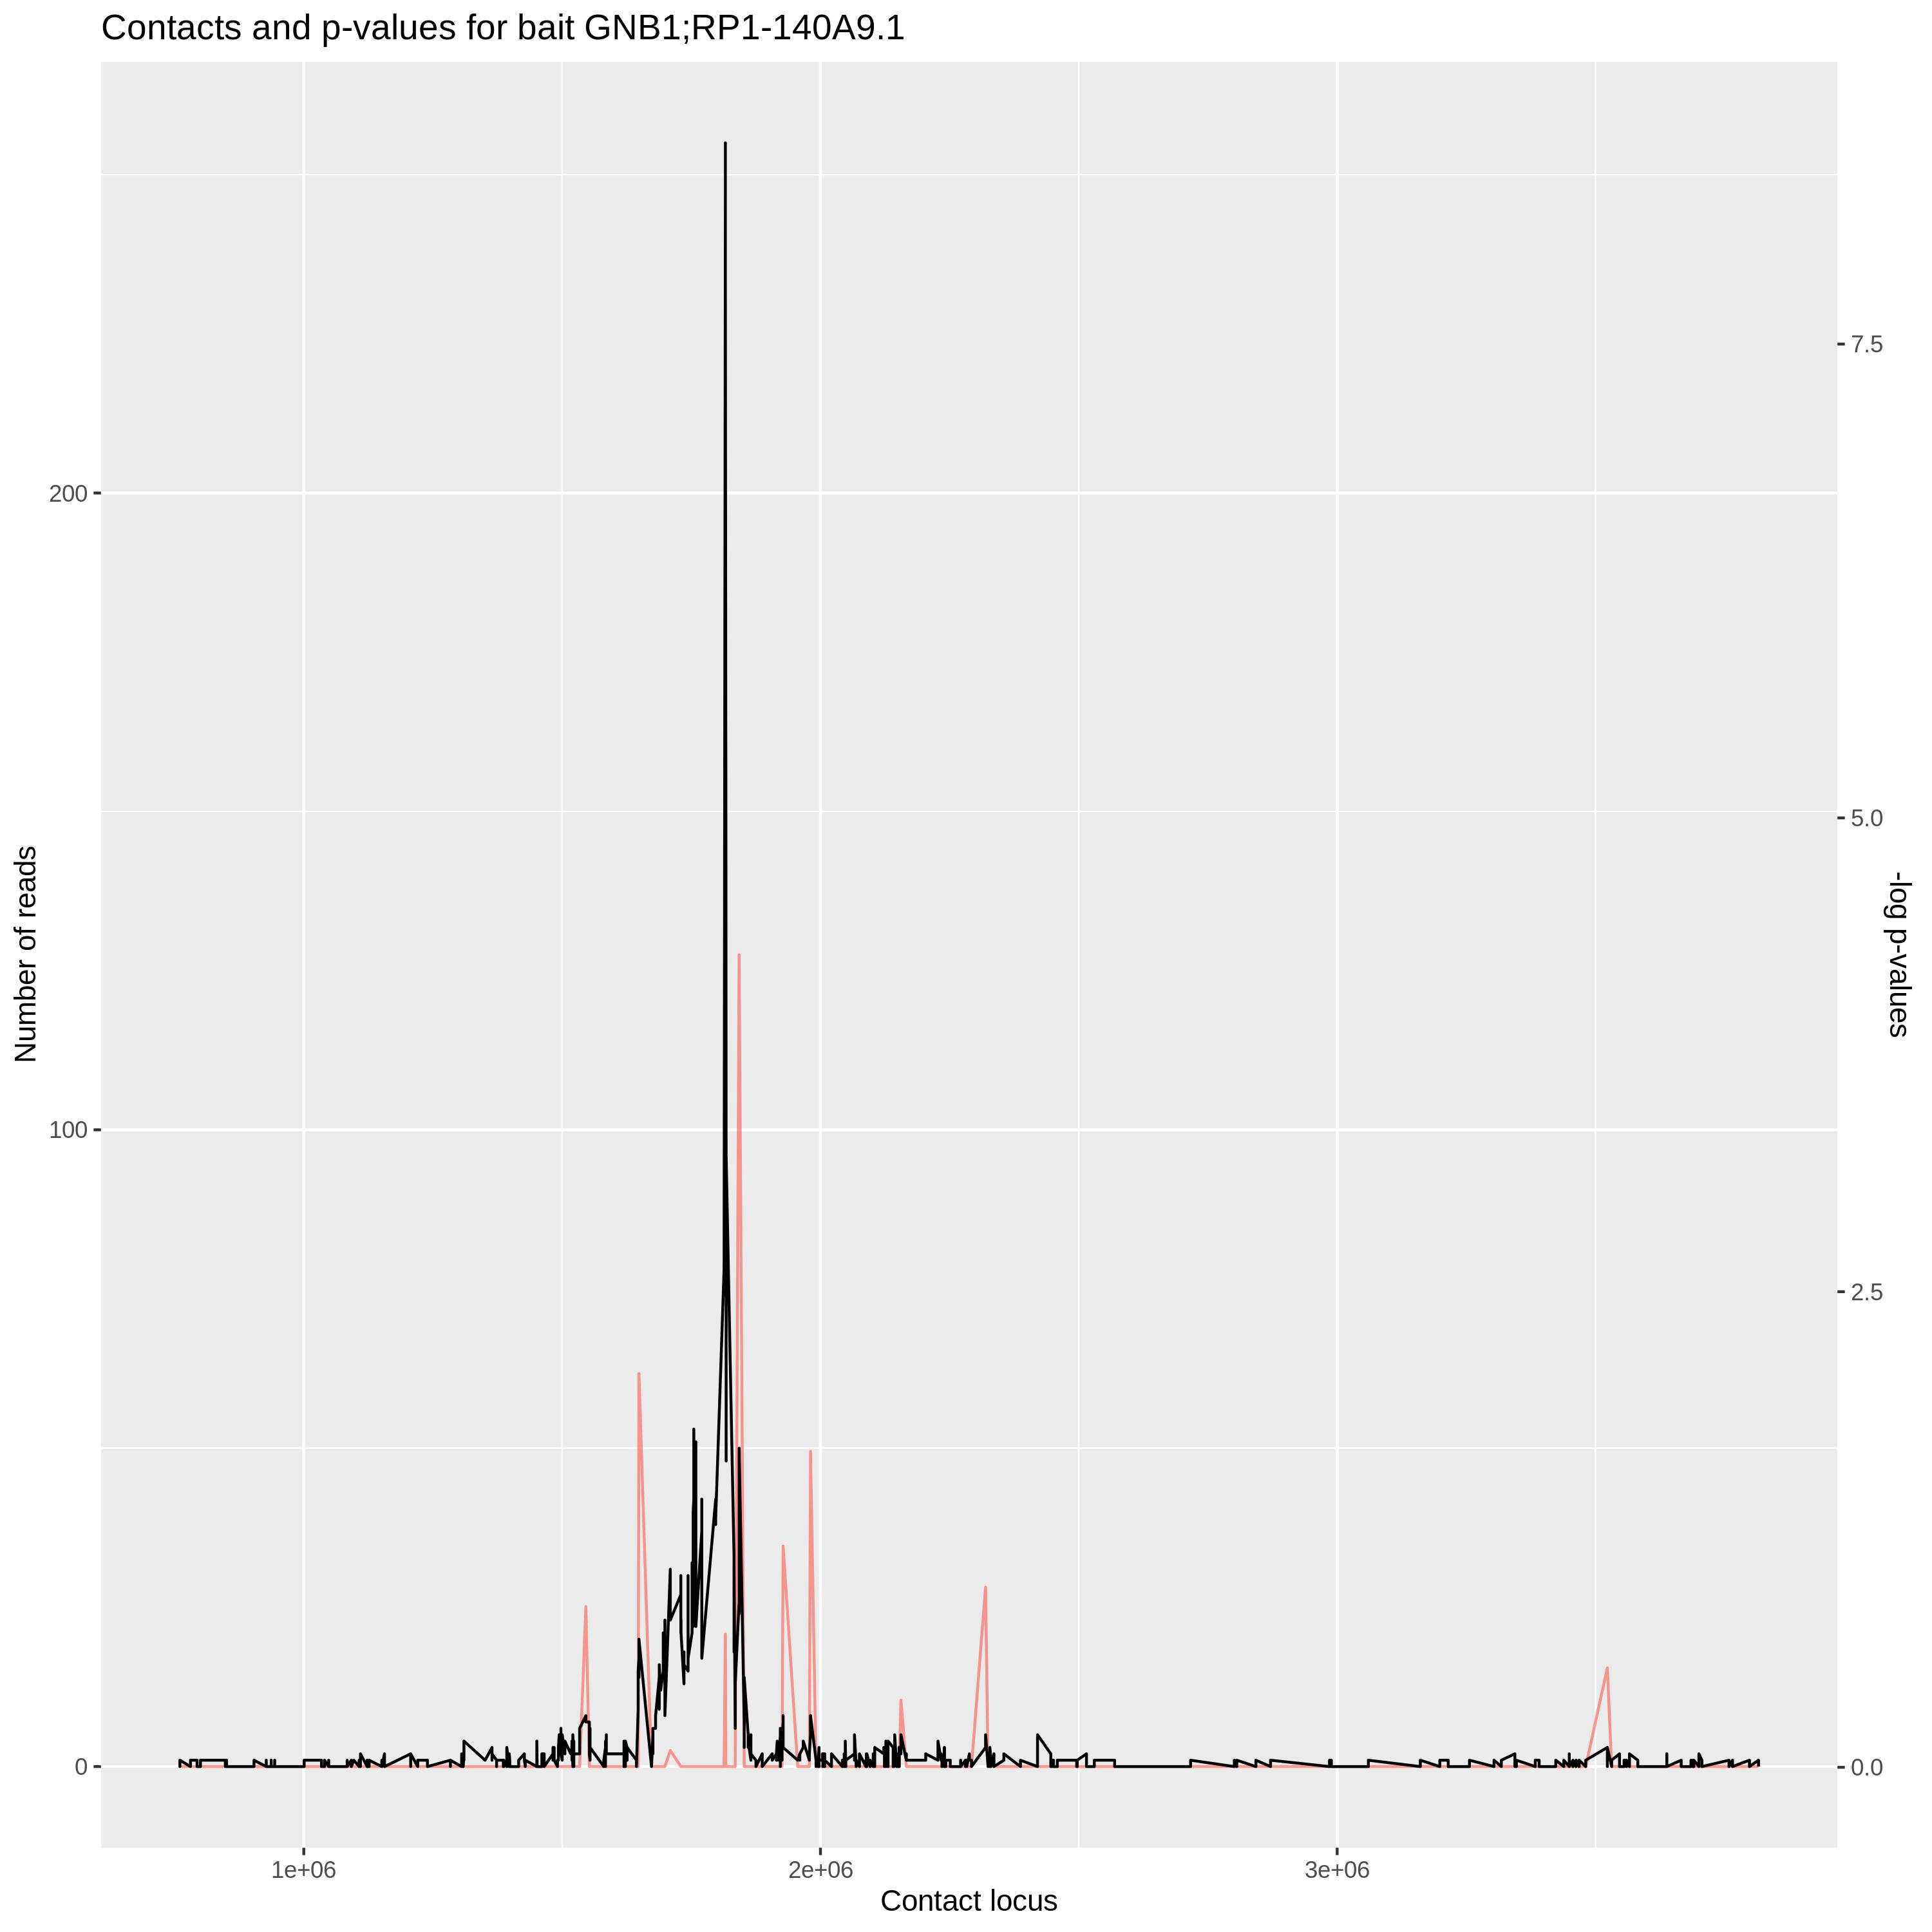 Contacts and p-values for bait GNB1;RP1-140A9.1
Number of reads
200
100
0
7.5
5.0
2.5
0.0
-log p-values
1e+06
2e+06
3e+06
Contact locus